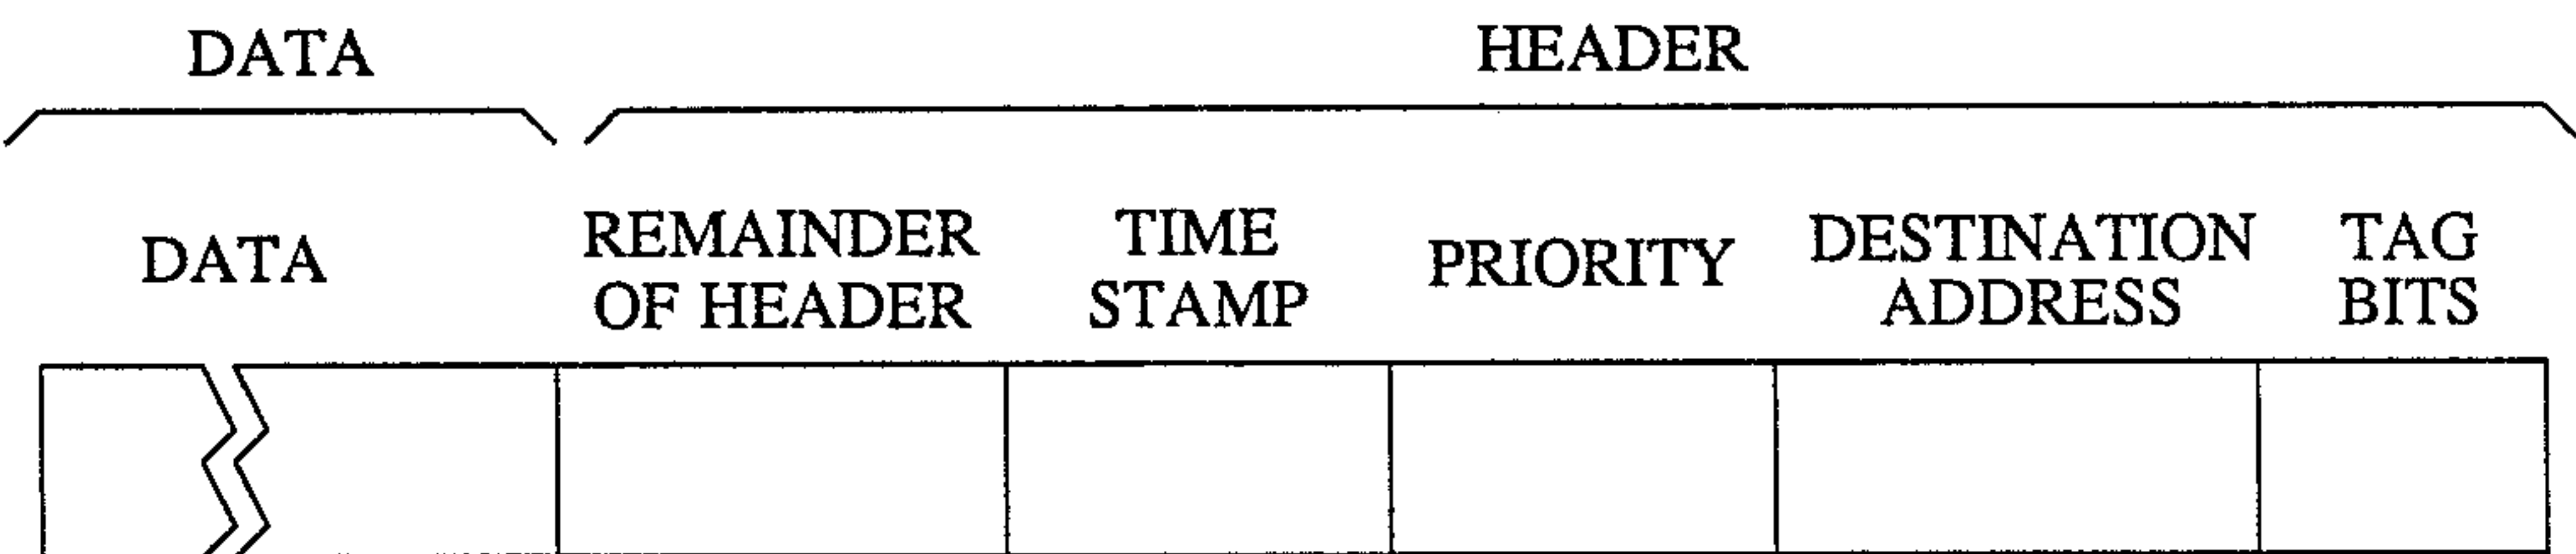 DATA
HEADER
DATA
REMAINDER
OF HEADER
TIME
STAMP
PRIORITY
DESTINATION
ADDRESS
TAG
BITS